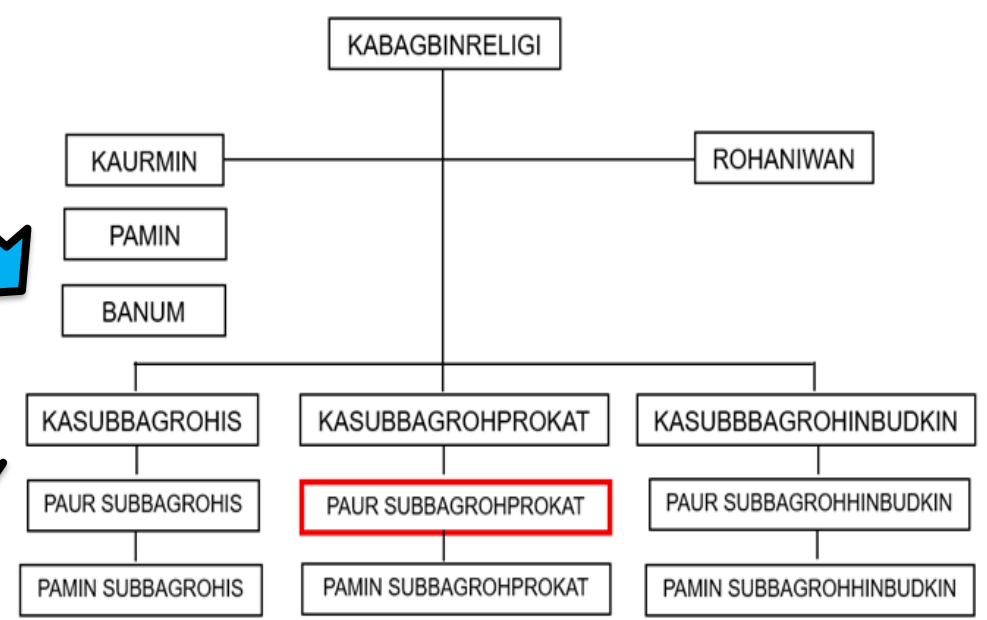 KABAGBINRELIGI
KAURMIN
ROHANIWAN
PAMIN
BANUM
KASUBBAGROHIS
KASUBBAGROHPROKAT
KASUBBBAGROHINBUDKIN
PAUR SUBBAGROHIS
PAUR SUBBAGROHPROKAT
PAUR SUBBAGROHHINBUDKIN
PAMIN SUBBAGROHIS
PAMIN SUBBAGROHPROKAT
PAMIN SUBBAGROHHINBUDKIN